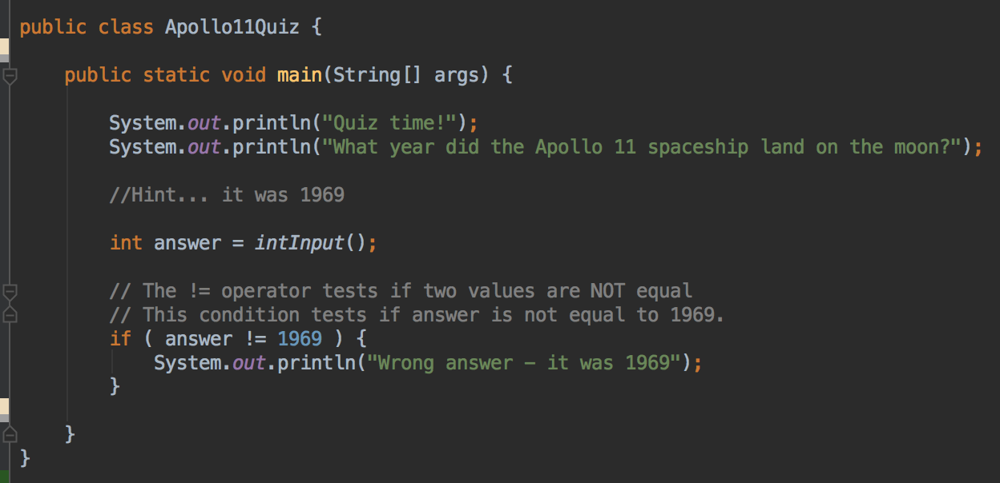 public class Apollo11Quiz {
public static void main(String[] args) {
System.out.println("Quiz time!");
System.out.println("What year did the Apollo 11 spaceship land on the moon?");
//Hint... it was 1969
int answer = intInput();
// The != operator tests if two values are NOT equal
// This condition tests if answer is not equal to 1969.
if ( answer != 1969 ) {
System.out.println("Wrong answer – it was 1969");
}
}
}